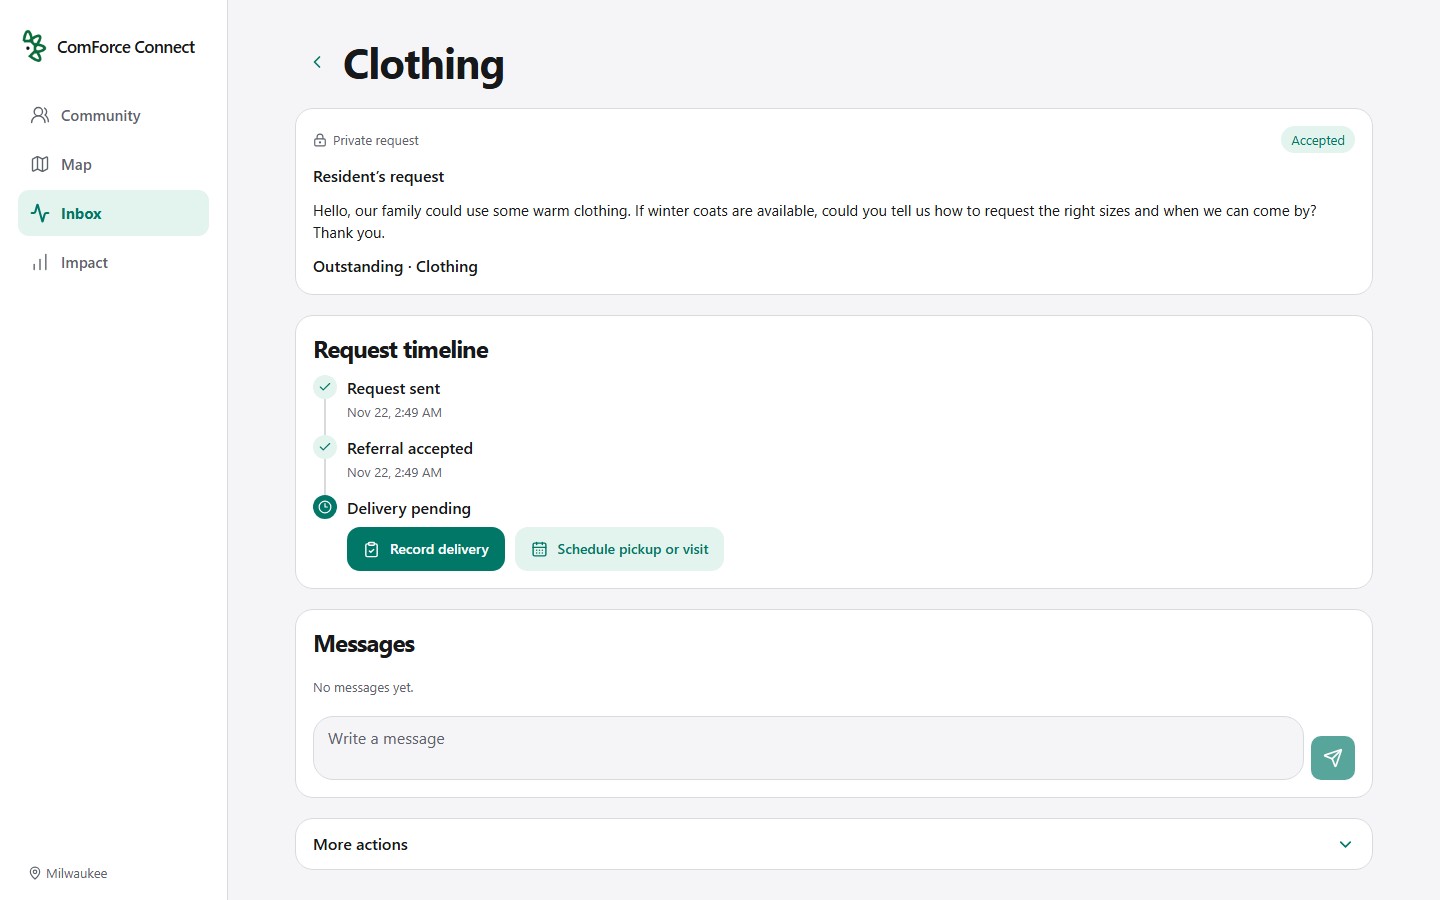 ComForce Connect
Community
Map
Inbox
Impact
Milwaukee
Clothing
Private request
Accepted
Resident's request
Hello, our family could use some warm clothing. If winter coats are available, could you tell us how to request the right sizes and when we can come by?
Thank you.
Outstanding · Clothing
Request timeline
Request sent
Nov 22, 2:49 AM
Referral accepted
Nov 22, 2:49 AM
Delivery pending
Record delivery
Schedule pickup or visit
Messages
No messages yet.
Write a message
More actions